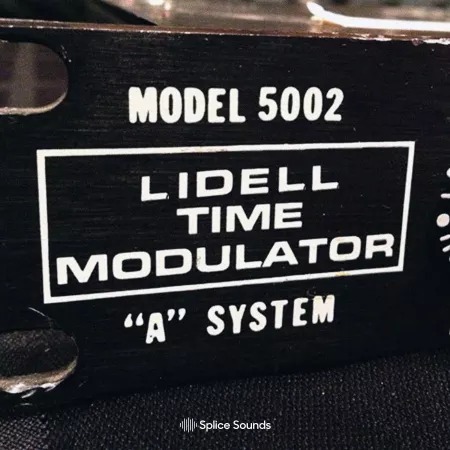 MODEL 5002
LIDELL
TIME
MODULATOR
“A” SYSTEM
Splice Sounds